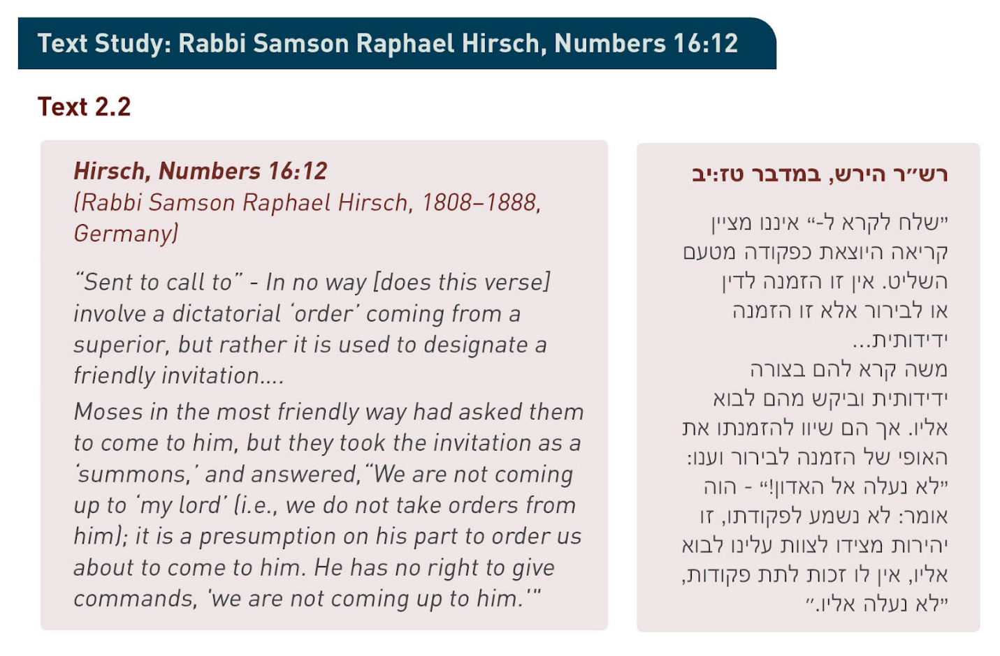 Text Study: Rabbi Samson Raphael Hirsch, Numbers 16:12
Text 2.2
Hirsch, Numbers 16:12
(Rabbi Samson Raphael Hirsch, 1808–1888,
Germany)
“Sent to call to” - In no way [does this verse]
involve a dictatorial ‘order’ coming from a
superior, but rather it is used to designate a
friendly invitation….
Moses in the most friendly way had asked them
to come to him, but they took the invitation as a
‘summons,’ and answered,“We are not coming
up to ‘my lord’ (i.e., we do not take orders from
him); it is a presumption on his part to order us
about to come to him. He has no right to give
commands, 'we are not coming up to him.'"
רש״ר הירש, במדבר טז:יב
”שלח לקרא ל-“ איננו מציין
קריאה היוצאת כפקודה מטעם
השליט. אין זו הזמנה לדין
או לבירור אלא זו הזמנה
ידידותית...
משה קרא להם בצורה
ידידותית וביקש מהם לבוא
אליו. אך הם שיוו להזמנתו את
האופי של הזמנה לבירור וענו:
”לא נעלה אל האדון!“ - הוה
אומר: לא נשמע לפקודתו, זו
יהירות מצידו לצוות עלינו לבוא
אליו, אין לו זכות לתת פקודות,
”לא נעלה אליו.״